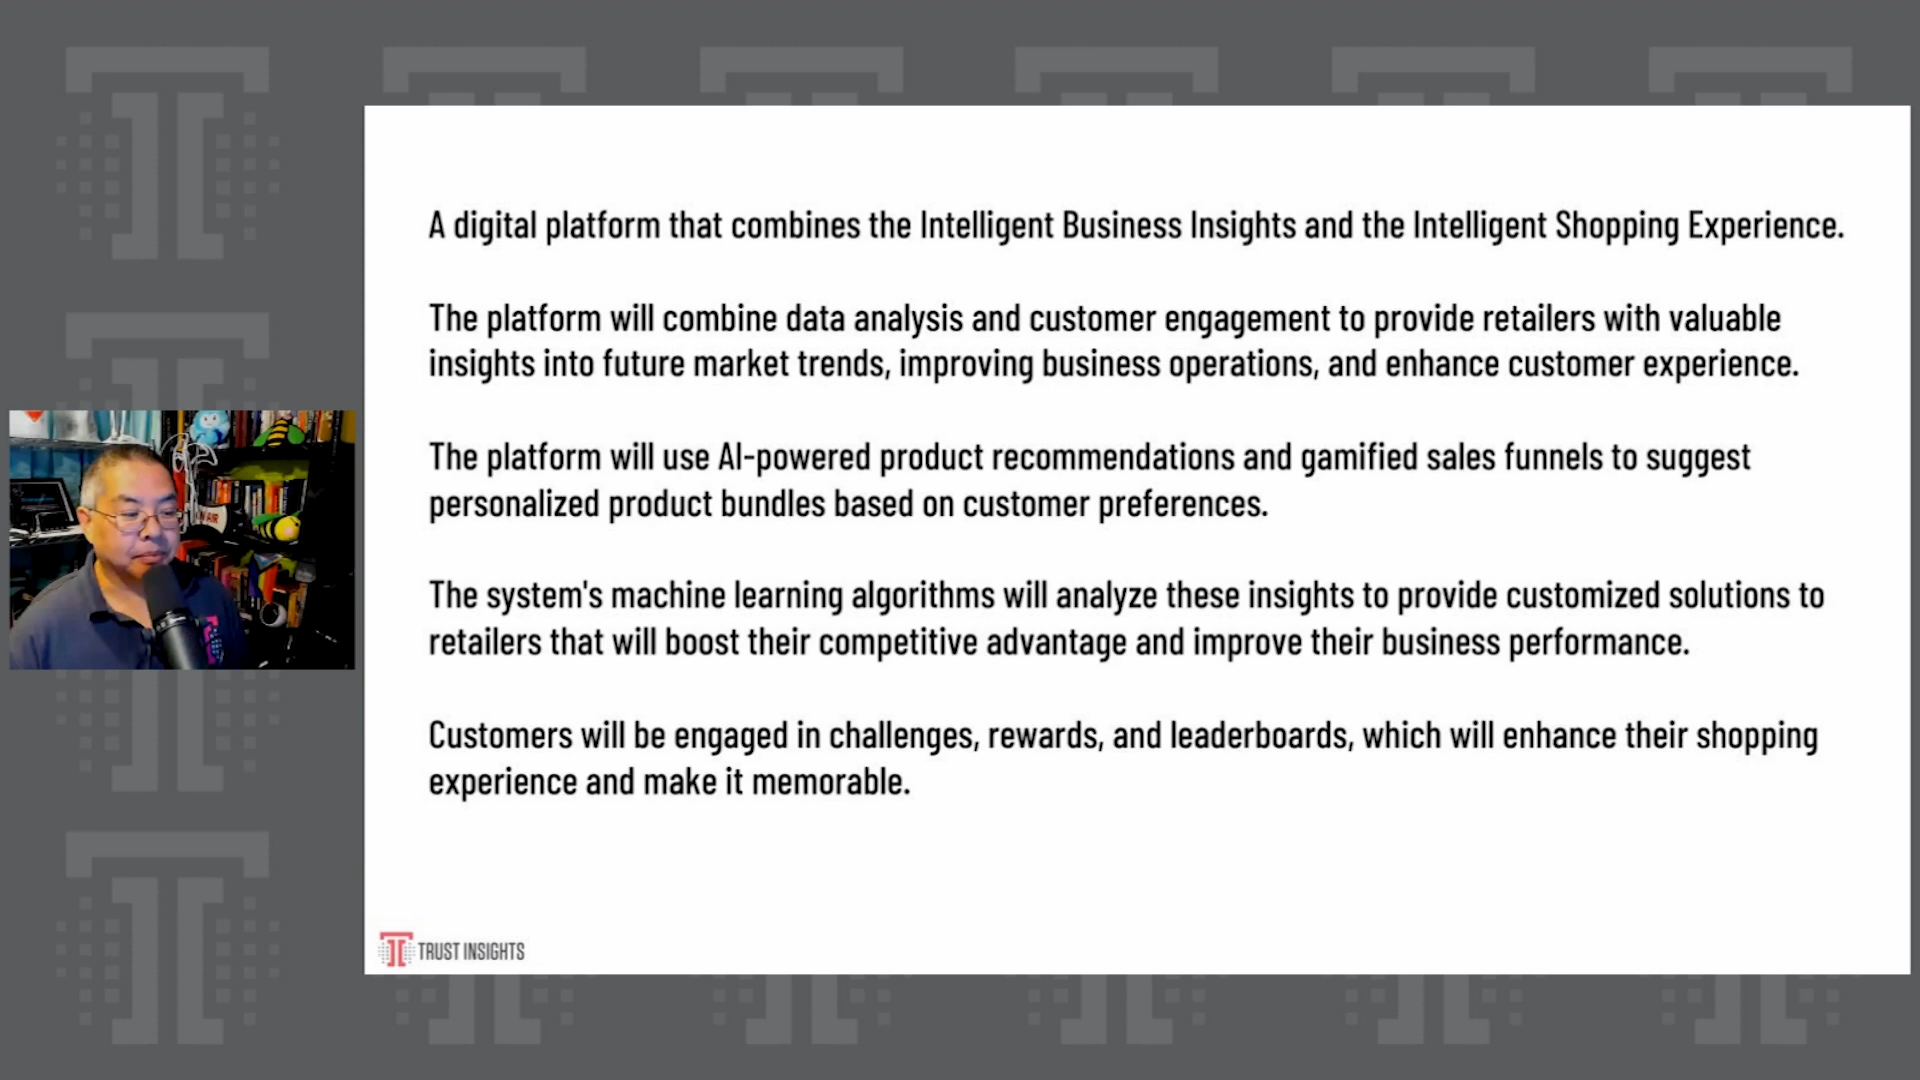 A digital platform that combines the Intelligent Business Insights and the Intelligent Shopping Experience.
The platform will combine data analysis and customer engagement to provide retailers with valuable
insights into future market trends, improving business operations, and enhance customer experience.
The platform will use AI-powered product recommendations and gamified sales funnels to suggest
personalized product bundles based on customer preferences.
The system's machine learning algorithms will analyze these insights to provide customized solutions to
retailers that will boost their competitive advantage and improve their business performance.
Customers will be engaged in challenges, rewards, and leaderboards, which will enhance their shopping
experience and make it memorable.
TRUST INSIGHTS
AIR